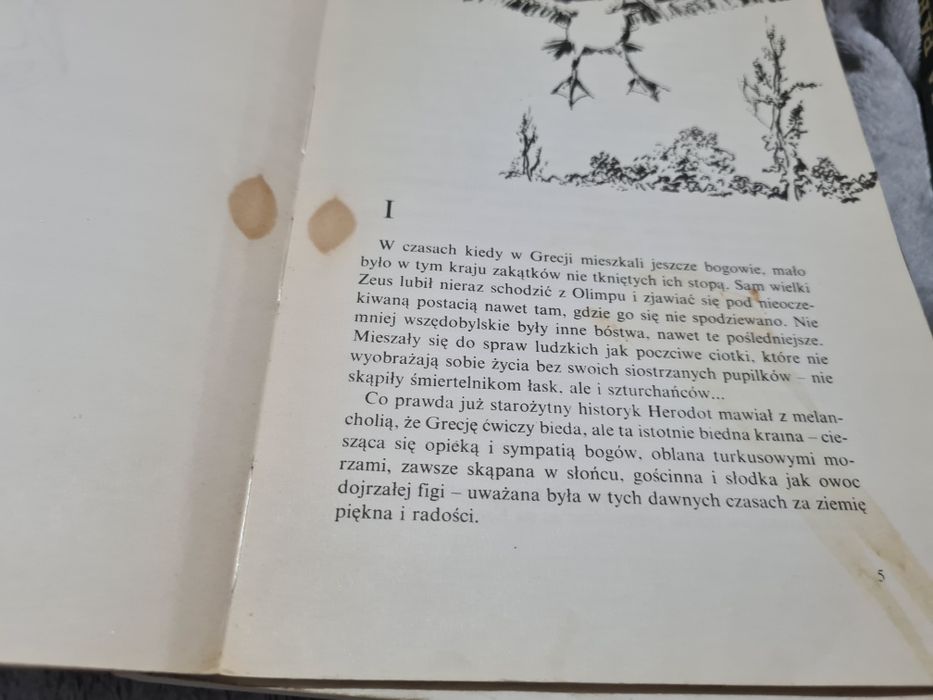 I
W czasach kiedy w Grecji mieszkali jeszcze bogowie, mało
było w tym kraju zakątków nie tkniętych ich stopą. Sam wielki
Zeus lubił nieraz schodzić z Olimpu i zjawiać się pod nieocze-
kiwaną postacią nawet tam, gdzie go się nie spodziewano. Nie
mniej wszędobylskie były inne bóstwa, nawet te pośledniejsze.
Mieszały się do spraw ludzkich jak poczciwe ciotki, które nie
wyobrażają sobie życia bez swoich siostrzanych pupilków – nie
skąpiły śmiertelnikom łask, ale i szturchańców...
Co prawda już starożytny historyk Herodot mawiał z melan-
cholią, że Grecję ćwiczy bieda, ale ta istotnie biedna kraina – cie-
sząca się opieką i sympatią bogów, oblana turkusowymi mo-
rzami, zawsze skąpana w słońcu, gościnna i słodka jak owoc
dojrzałej figi – uważana była w tych dawnych czasach za ziemię
piękna i radości.
5